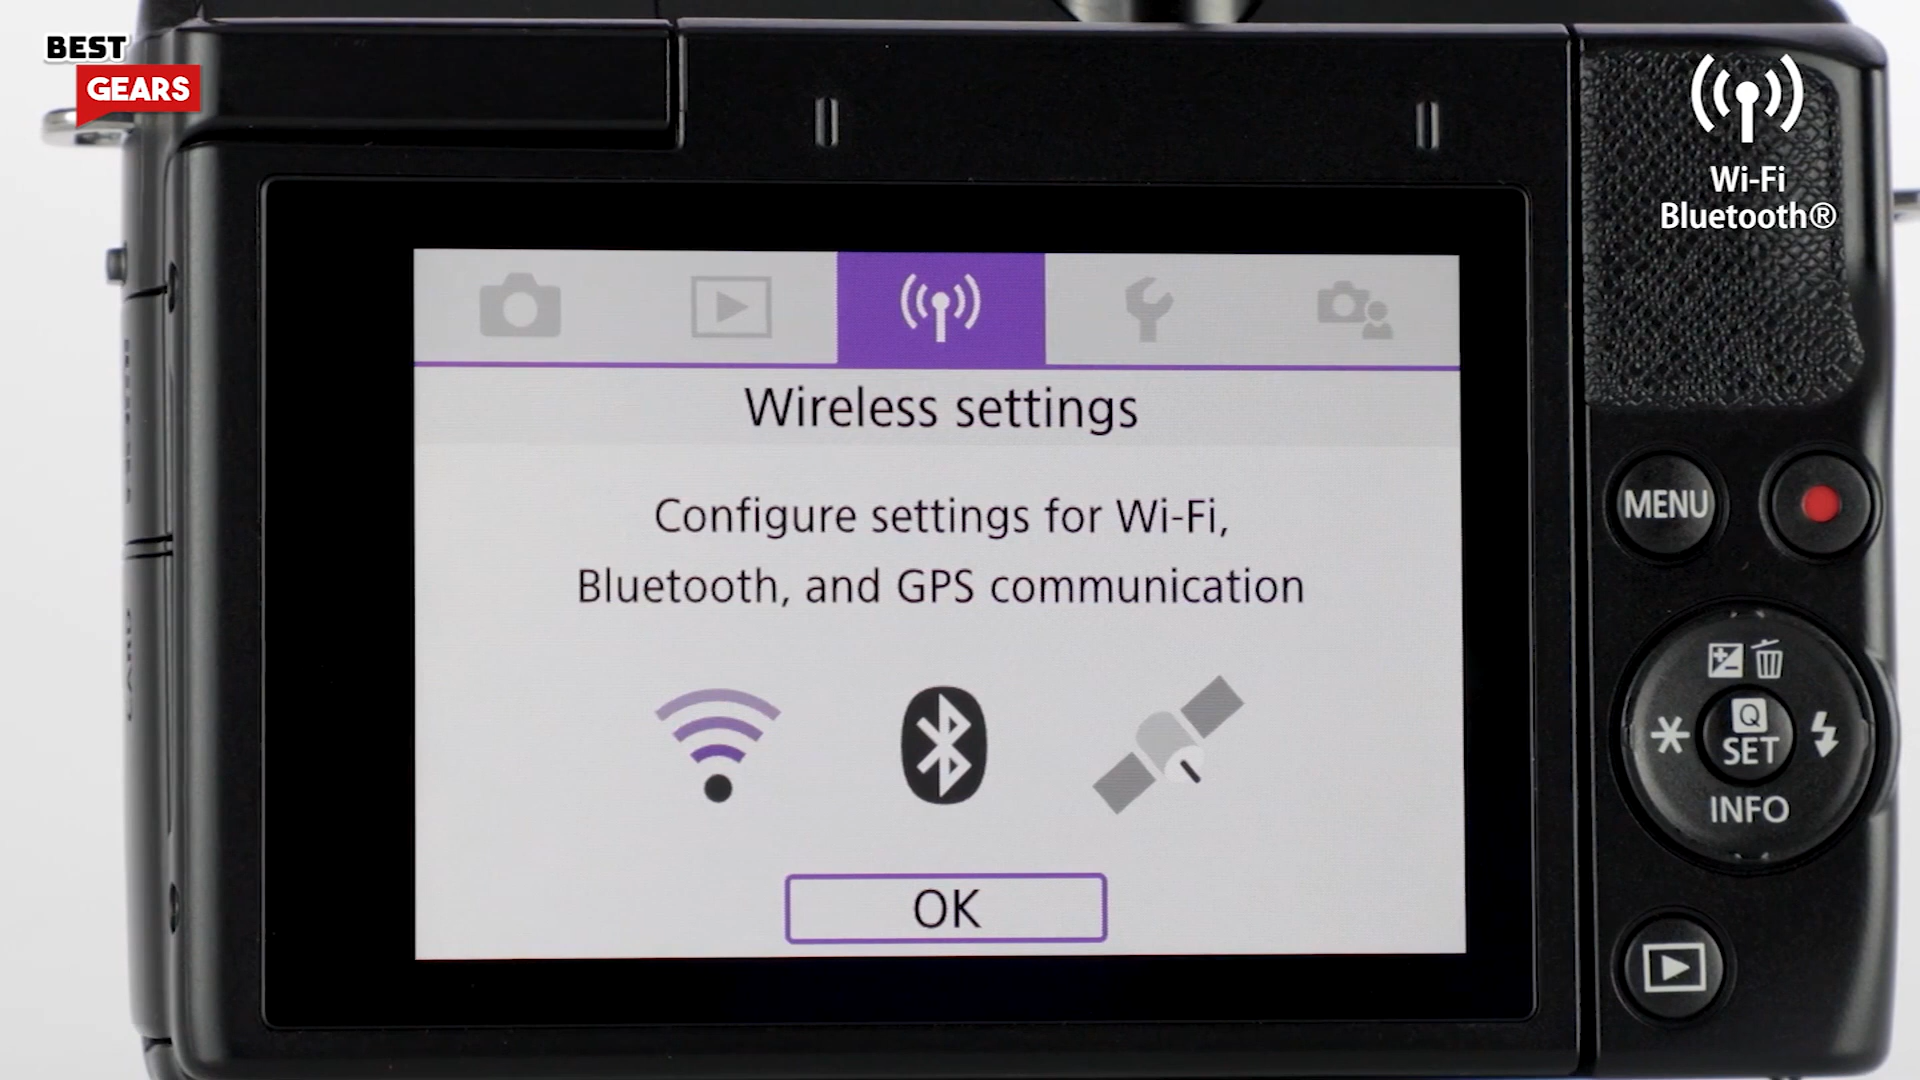 BEST
GEARS
Wi-Fi
Bluetooth®
Wireless settings
Configure settings for Wi-Fi,
Bluetooth, and GPS communication
OK
MENU
Q
SET
INFO